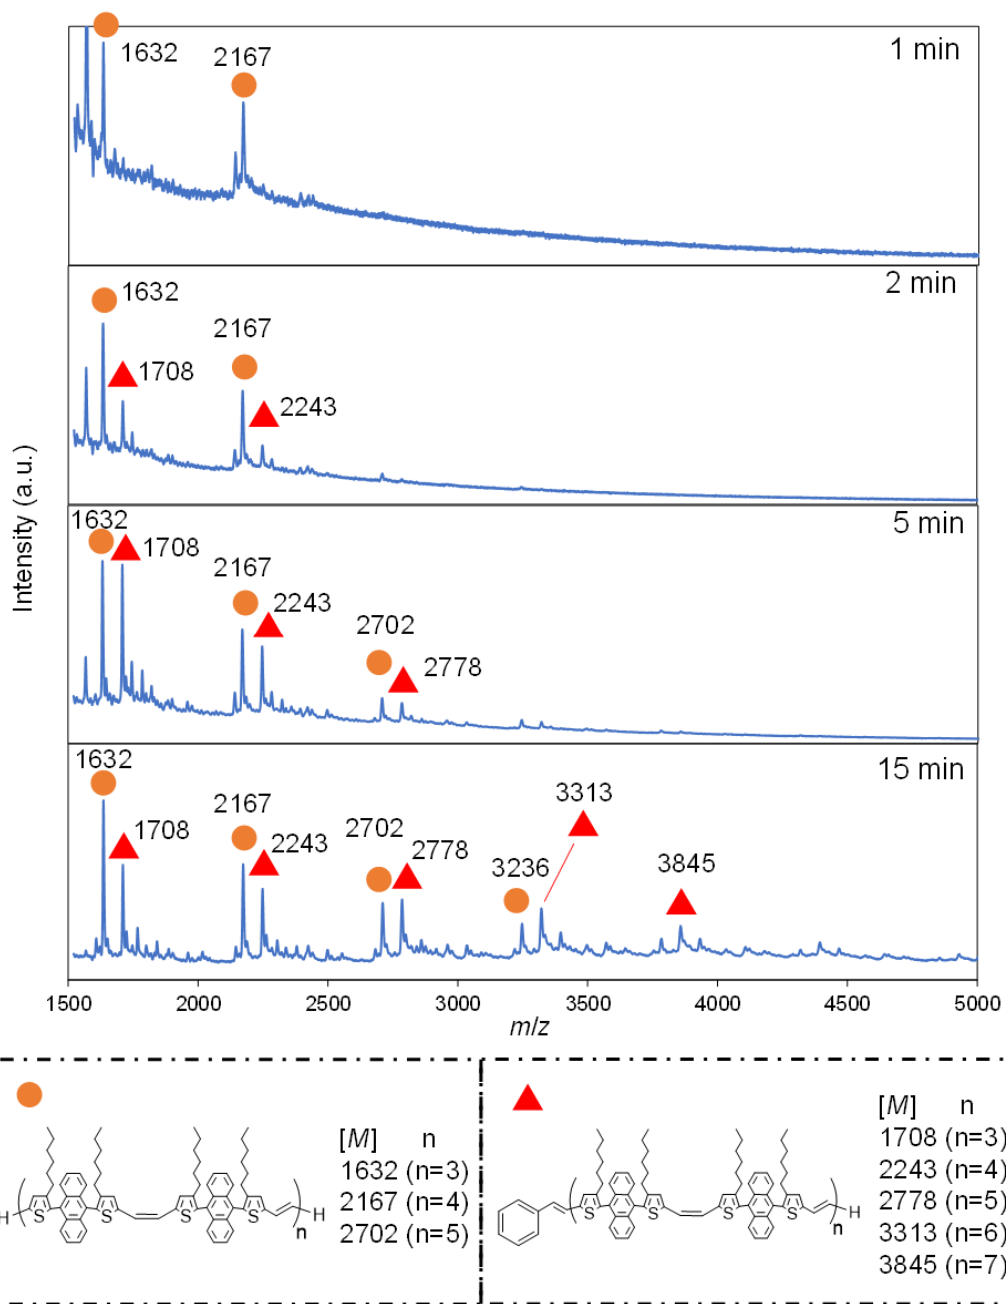 1 min
1632
2167
2 min
1632
2167
1708
2243
5 min
1632
1708
2167
2243
2702
2778
15 min
1632
1708
2167
2243
2702
2778
3236
3313
3845
Intensity (a.u.)
1500 2000 2500 3000 3500 4000 4500 5000
m/z
[M] n
1632 (n=3)
2167 (n=4)
2702 (n=5)
H S S S S H
n
[M] n
1708 (n=3)
2243 (n=4)
2778 (n=5)
3313 (n=6)
3845 (n=7)
S S S S H
n